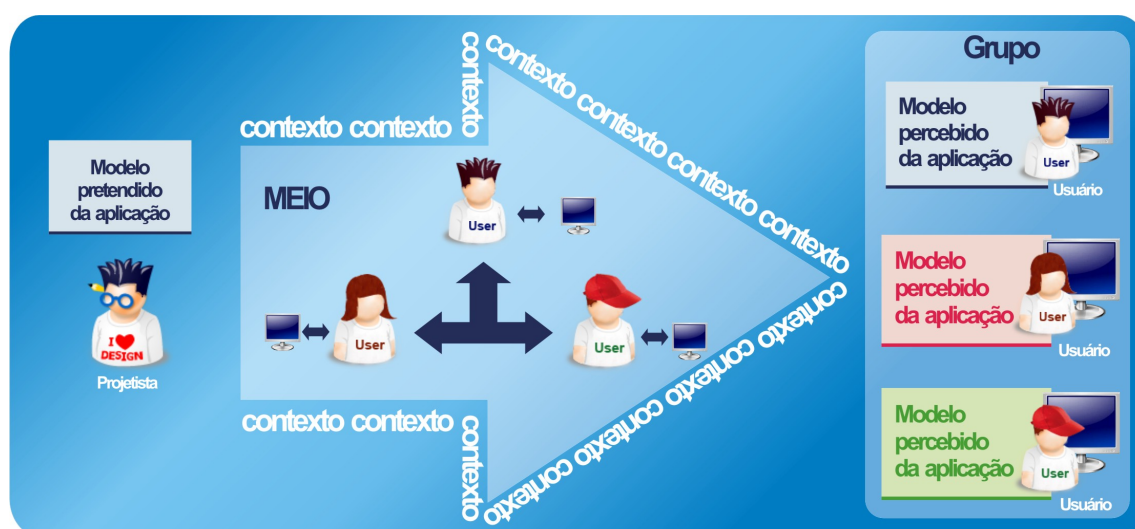 Modelo
pretendido
da aplicação
I
DESIGN
Projetista
contexto contexto
contexto
contexto contexto contexto contexto contexto
MEIO
User
User
User
contexto contexto
contexto
contexto contexto contexto contexto contexto
Grupo
Modelo
percebido
da aplicação
User
Usuário
Modelo
percebido
da aplicação
User
Usuário
Modelo
percebido
da aplicação
User
Usuário